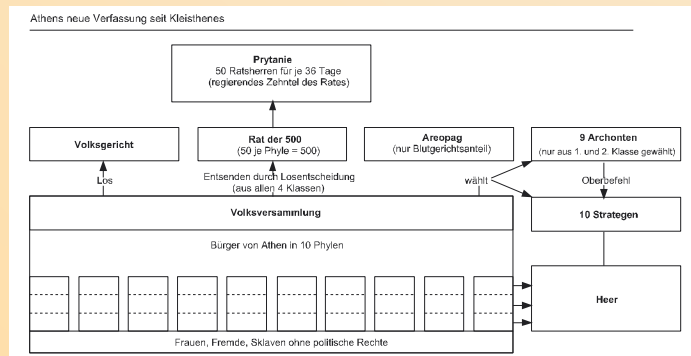 Athens neue Verfassung seit Kleisthenes
Prytanie
50 Ratsherren für je 36 Tage
(regierendes Zehntel des Rates)
Volksgericht
Rat der 500
(50 je Phyle = 500)
Areopag
(nur Blutgerichtsanteil)
9 Archonten
(nur aus 1. und 2. Klasse gewählt)
Los
Entsenden durch Losentscheidung
(aus allen 4 Klassen)
wählt
Oberbefehl
Volksversammlung
10 Strategen
Bürger von Athen in 10 Phylen
Heer
Frauen, Fremde, Sklaven ohne politische Rechte